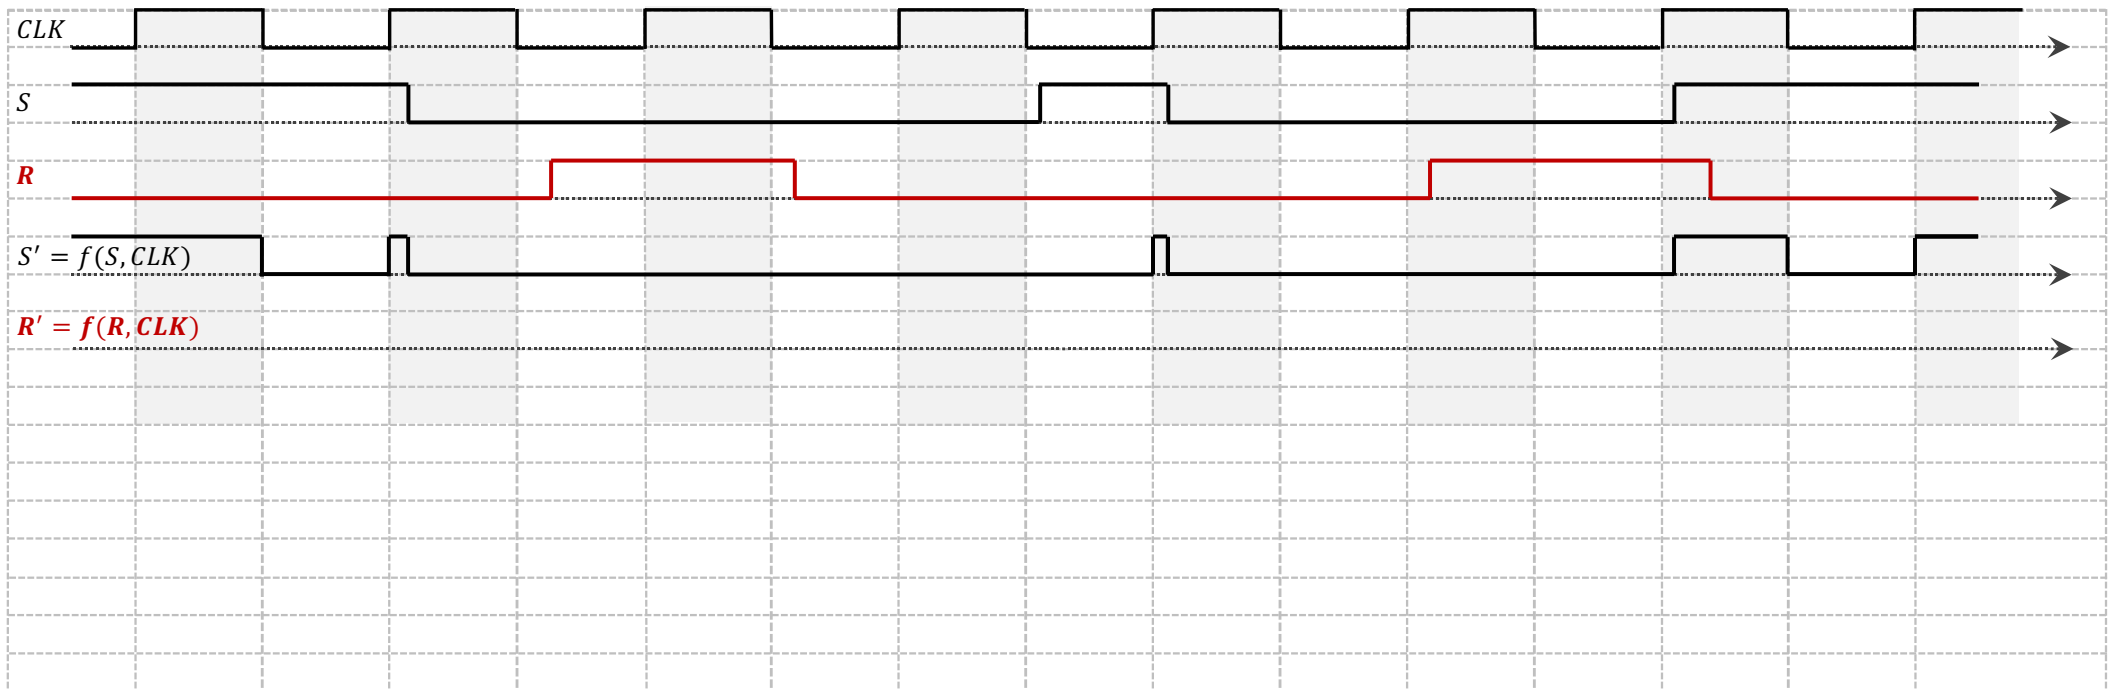 CLK
S
R
S′ = f(S, CLK)
R′ = f(R, CLK)